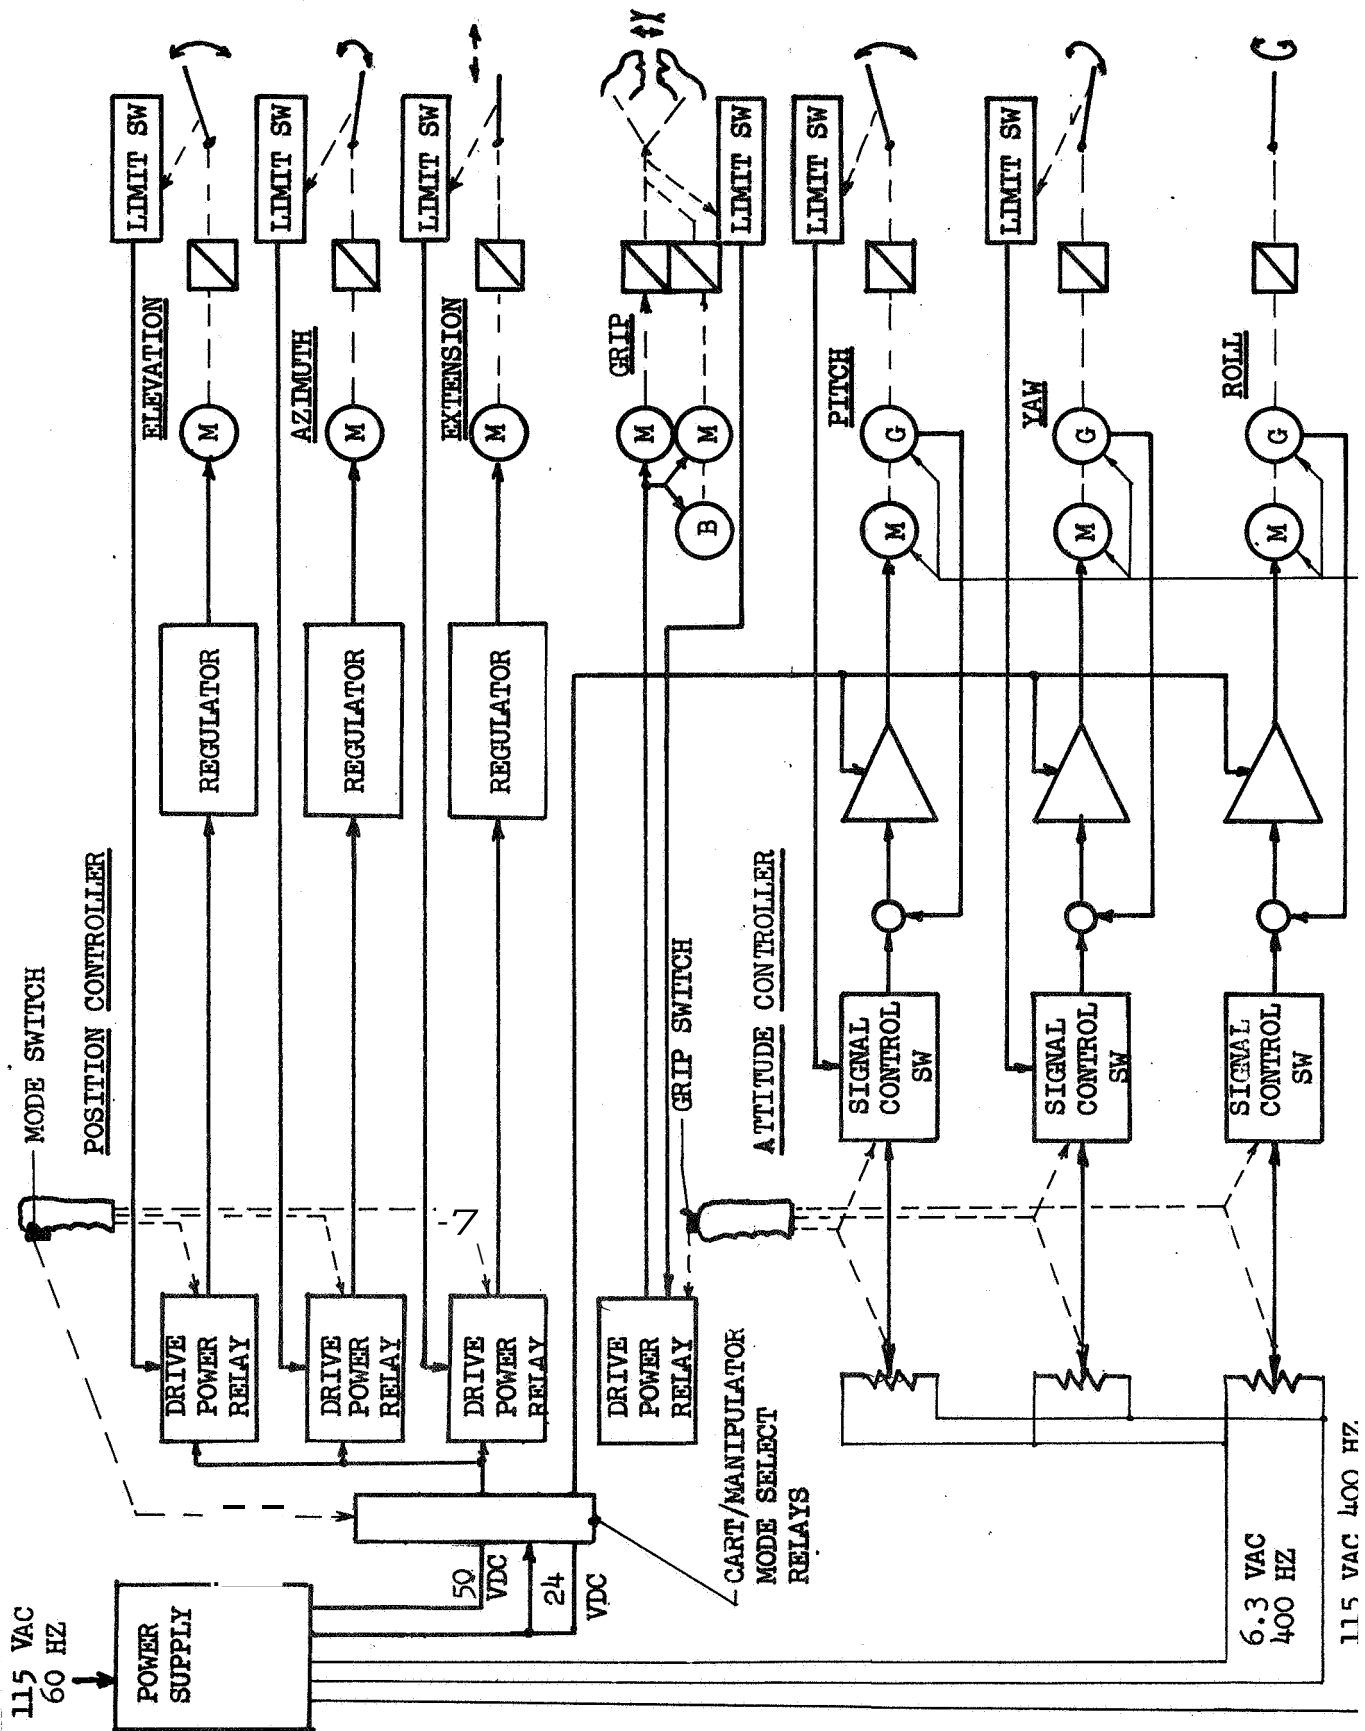 115 VAC
60 HZ
POWER
SUPPLY
50
VDC
24
VDC
CART/MANIPULATOR
MODE SELECT
RELAYS
6.3 VAC
400 HZ
115 VAC 400 HZ
MODE SWITCH
POSITION CONTROLLER
DRIVE
POWER
RELAY
REGULATOR
M
ELEVATION
LIMIT SW
DRIVE
POWER
RELAY
REGULATOR
M
AZIMUTH
LIMIT SW
DRIVE
POWER
RELAY
REGULATOR
M
EXTENSION
LIMIT SW
DRIVE
POWER
RELAY
GRIP SWITCH
M
M
B
GRIP
LIMIT SW
ATTITUDE CONTROLLER
SIGNAL
CONTROL
SW
M
G
PITCH
LIMIT SW
SIGNAL
CONTROL
SW
M
G
YAW
LIMIT SW
SIGNAL
CONTROL
SW
M
G
ROLL